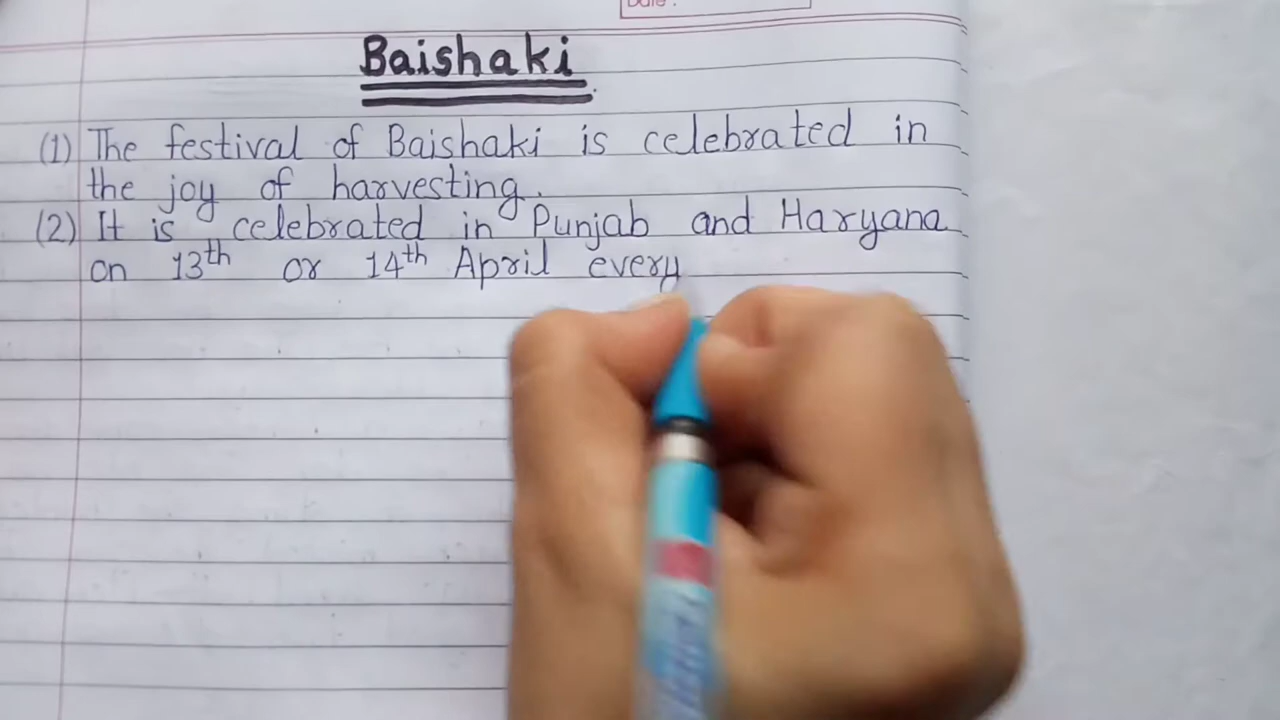 Date :
Baishaki
(1) The festival of Baishaki is celebrated in
the joy of harvesting.
(2) It is celebrated in Punjab and Haryana
on 13th or 14th April every